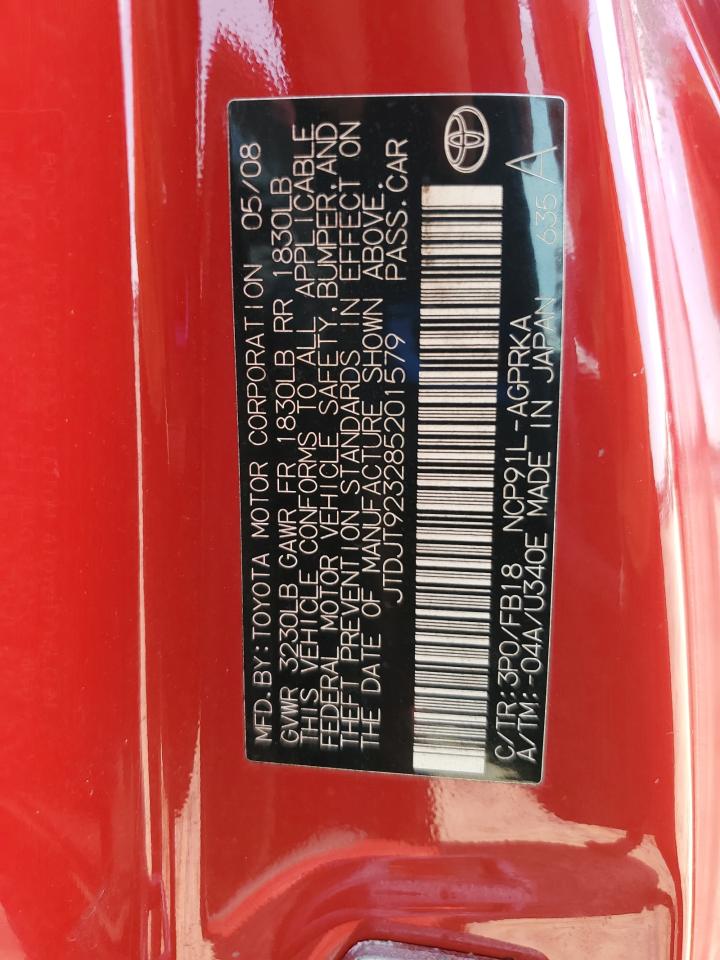 MFD. BY: TOYOTA MOTOR CORPORATION 05/08
GVWR 3230LB GAWR FR 1830LB RR 1830LB
THIS VEHICLE CONFORMS TO ALL APPLICABLE
FEDERAL MOTOR VEHICLE SAFETY, BUMPER, AND
THEFT PREVENTION STANDARDS IN EFFECT ON
THE DATE OF MANUFACTURE SHOWN ABOVE.
JTDJT923285201579 PASS. CAR
C/TR: 3P0/FB18 NCP91L-AGPRKA
A/TM: -04A/U340E MADE IN JAPAN 635 A